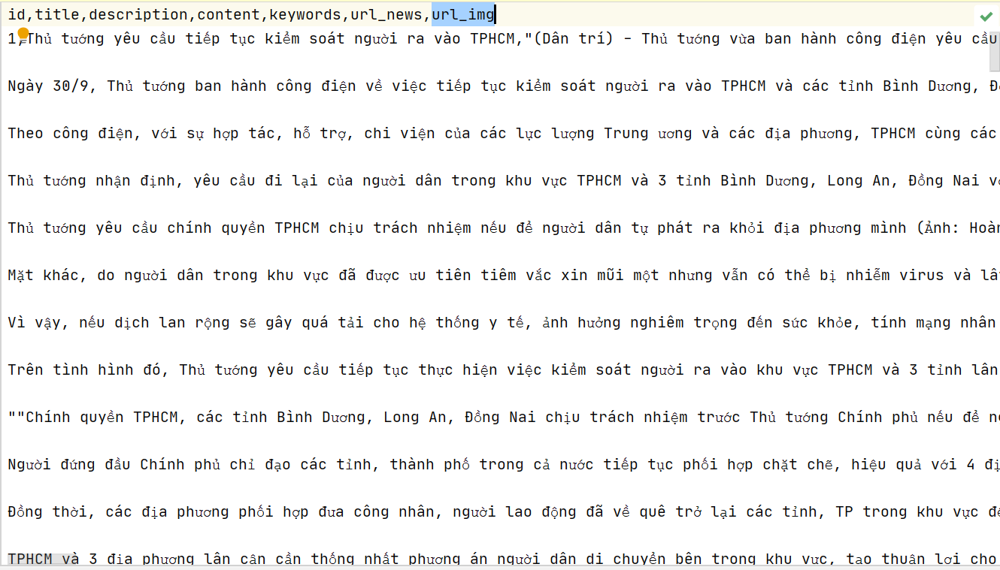 id,title,description,content,keywords,url_news,url_img
1,Thủ tướng yêu cầu tiếp tục kiểm soát người ra vào TPHCM,"(Dân trí) - Thủ tướng vừa ban hành công điện yêu cầu
Ngày 30/9, Thủ tướng ban hành công điện về việc tiếp tục kiểm soát người ra vào TPHCM và các tỉnh Bình Dương,
Theo công điện, với sự hợp tác, hỗ trợ, chi viện của các lực lượng Trung ương và các địa phương, TPHCM cùng các
Thủ tướng nhận định, yêu cầu đi lại của người dân trong khu vực TPHCM và 3 tỉnh Bình Dương, Long An, Đồng Nai
Thủ tướng yêu cầu chính quyền TPHCM chịu trách nhiệm nếu để người dân tự phát ra khỏi địa phương mình (Ảnh:
Mặt khác, do người dân trong khu vực đã được ưu tiên tiêm vắc xin mũi một nhưng vẫn có thể bị nhiễm virus và
Vì vậy, nếu dịch lan rộng sẽ gây quá tải cho hệ thống y tế, ảnh hưởng nghiêm trọng đến sức khỏe, tính mạng nhân
Trên tình hình đó, Thủ tướng yêu cầu tiếp tục thực hiện việc kiểm soát người ra vào khu vực TPHCM và 3 tỉnh lân
""Chính quyền TPHCM, các tỉnh Bình Dương, Long An, Đồng Nai chịu trách nhiệm trước Thủ tướng Chính phủ nếu để
Người đứng đầu Chính phủ chỉ đạo các tỉnh, thành phố trong cả nước tiếp tục phối hợp chặt chẽ, hiệu quả với 4
Đồng thời, các địa phương phối hợp đưa công nhân, người lao động đã về quê trở lại các tỉnh, TP trong khu vực
TPHCM và 3 địa phương lân cận cần thống nhất phương án người dân di chuyển bên trong khu vực, tạo thuận lợi cho